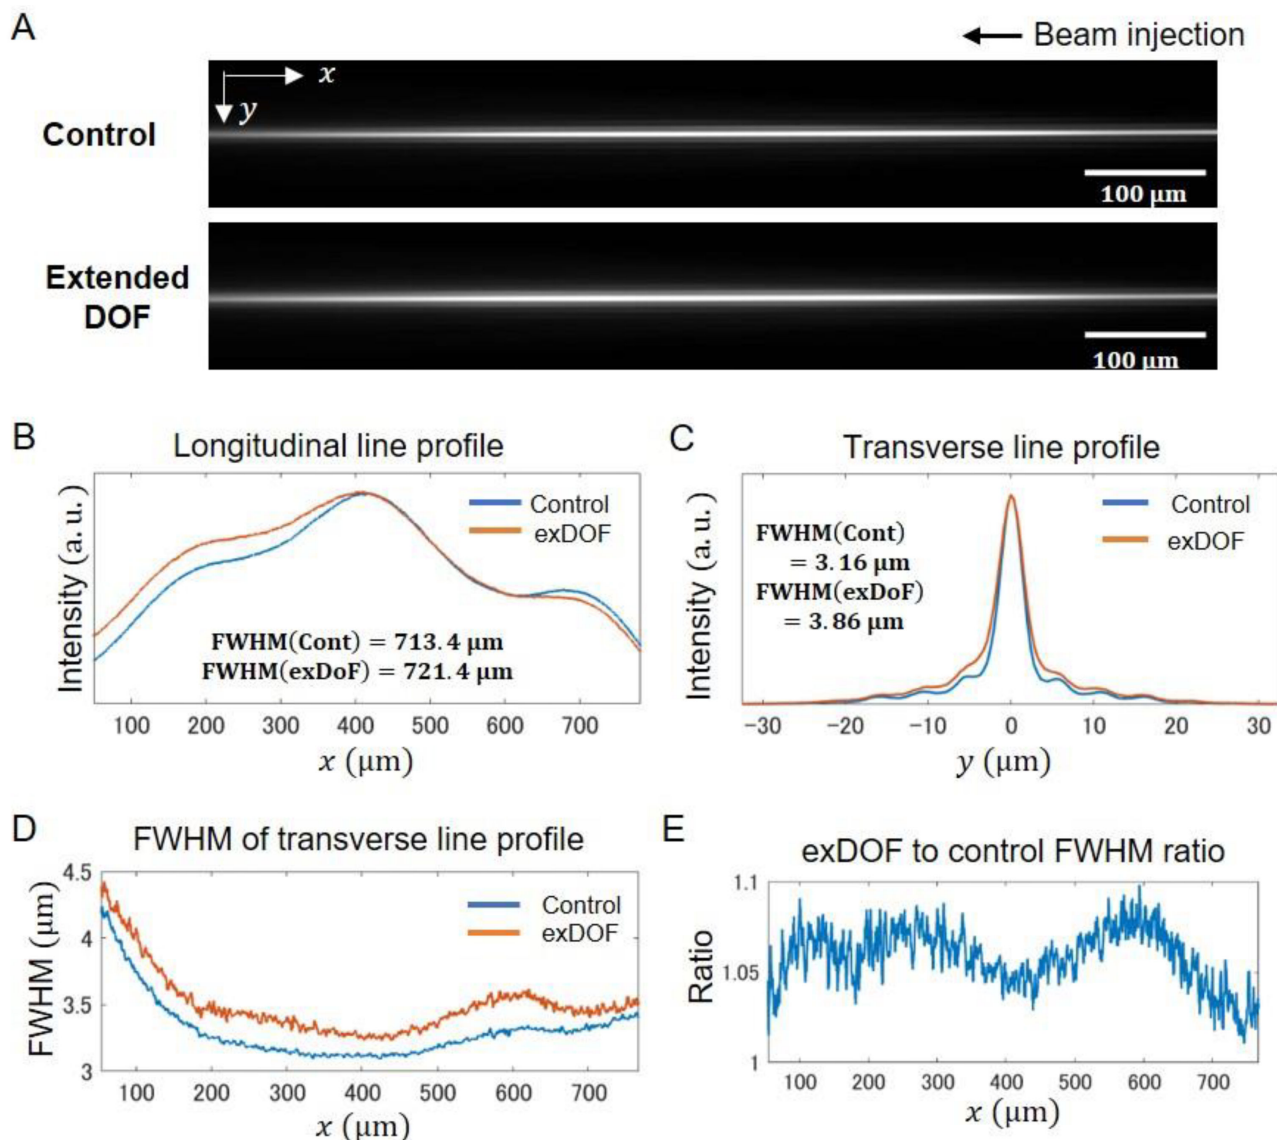 A
← Beam injection
x
y
Control
100 μm
Extended
DOF
100 μm
B
Longitudinal line profile
Intensity (a. u.)
Control
exDOF
FWHM(Cont) = 713.4 μm
FWHM(exDoF) = 721.4 μm
100 200 300 400 500 600 700
x (μm)
C
Transverse line profile
Intensity (a. u.)
Control
exDOF
FWHM(Cont)
= 3.16 μm
FWHM(exDoF)
= 3.86 μm
−30 −20 −10 0 10 20 30
y (μm)
D
FWHM of transverse line profile
FWHM (μm)
4.5
4
3.5
3
Control
exDOF
100 200 300 400 500 600 700
x (μm)
E
exDOF to control FWHM ratio
Ratio
1.1
1.05
1
100 200 300 400 500 600 700
x (μm)